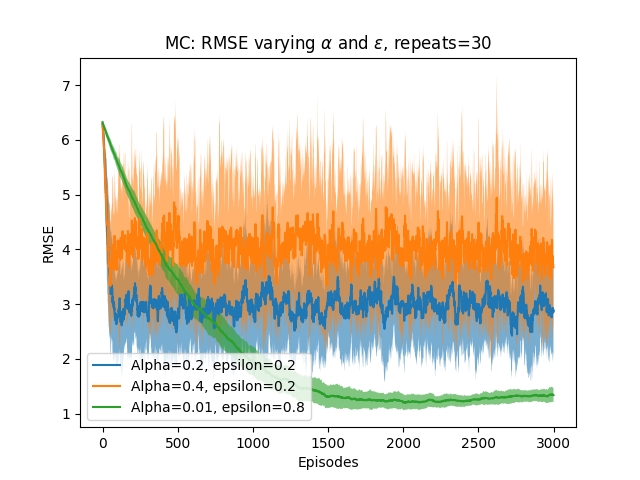 MC: RMSE varying α and ε, repeats=30
7
6
5
4
3
2
1
RMSE
Alpha=0.2, epsilon=0.2
Alpha=0.4, epsilon=0.2
Alpha=0.01, epsilon=0.8
0 500 1000 1500 2000 2500 3000
Episodes